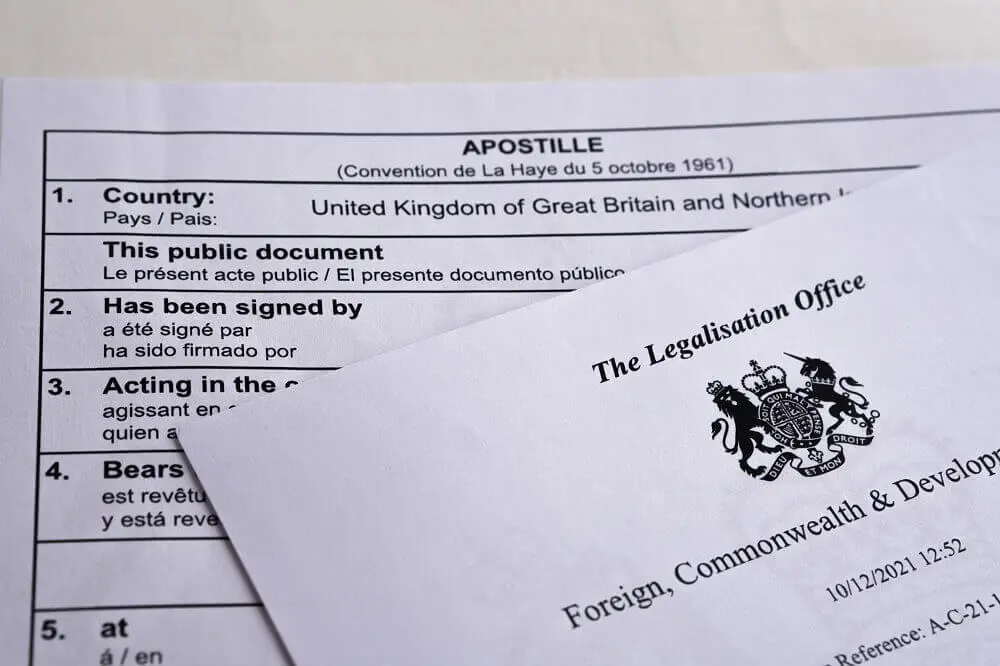 APOSTILLE
(Convention de La Haye du 5 octobre 1961)
1. Country:
Pays / Pais:
United Kingdom of Great Britain and Northern
This public document
Le présent acte public / El presente documento público
2. Has been signed by
a été signé par
ha sido firmado por
3. Acting in the
agissant en
quien a
4. Bears
est revêtu
y está reve
5. at
á / en
The Legalisation Office
HONI SOIT QUI MAL Y PENSE
DIEU ET MON DROIT
Foreign, Commonwealth & Develop
10/12/2021 12:52
Reference: A-C-21-1